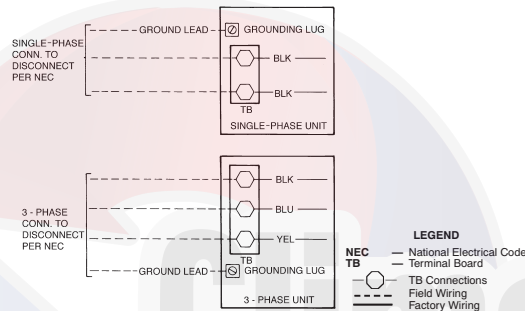 GROUND LEAD
GROUNDING LUG
SINGLE-PHASE
CONN. TO
DISCONNECT
PER NEC
BLK
BLK
TB
SINGLE-PHASE UNIT
3 - PHASE
CONN. TO
DISCONNECT
PER NEC
BLK
BLU
YEL
TB
GROUND LEAD
GROUNDING LUG
3 - PHASE UNIT
LEGEND
NEC — National Electrical Code
TB — Terminal Board
TB Connections
Field Wiring
Factory Wiring